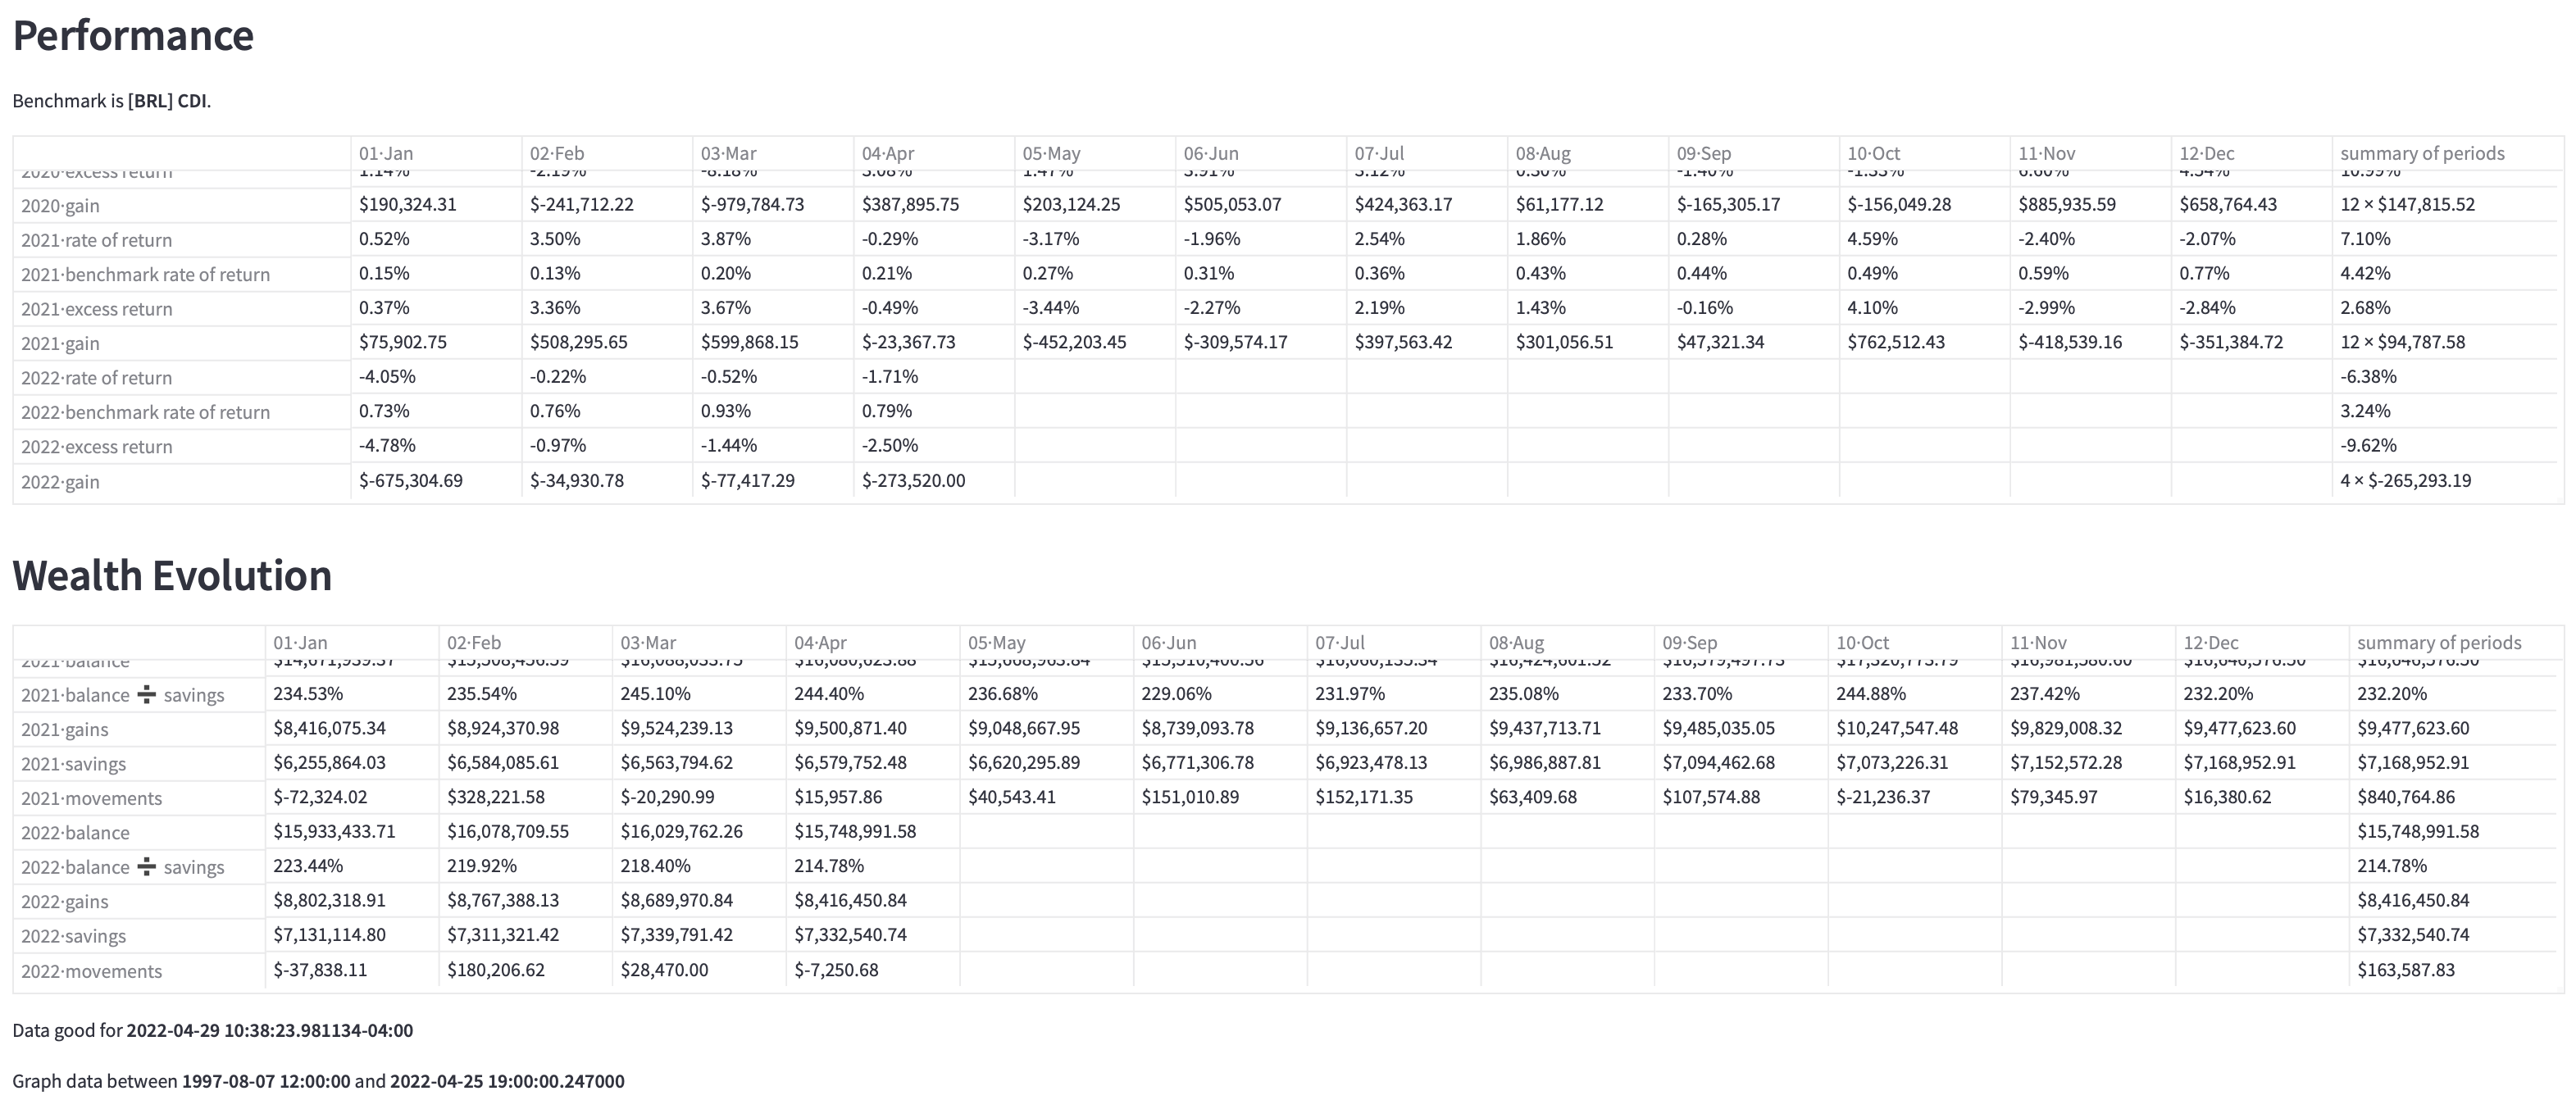 Performance
Benchmark is [BRL] CDI.
01·Jan 02·Feb 03·Mar 04·Apr 05·May 06·Jun 07·Jul 08·Aug 09·Sep 10·Oct 11·Nov 12·Dec summary of periods
2020·excess return 1.14% -2.19% -8.18% 3.08% 1.47% 3.91% 3.12% 0.30% -1.40% -1.33% 6.60% 4.54% 10.99%
2020·gain $190,324.31 $-241,712.22 $-979,784.73 $387,895.75 $203,124.25 $505,053.07 $424,363.17 $61,177.12 $-165,305.17 $-156,049.28 $885,935.59 $658,764.43 12 × $147,815.52
2021·rate of return 0.52% 3.50% 3.87% -0.29% -3.17% -1.96% 2.54% 1.86% 0.28% 4.59% -2.40% -2.07% 7.10%
2021·benchmark rate of return 0.15% 0.13% 0.20% 0.21% 0.27% 0.31% 0.36% 0.43% 0.44% 0.49% 0.59% 0.77% 4.42%
2021·excess return 0.37% 3.36% 3.67% -0.49% -3.44% -2.27% 2.19% 1.43% -0.16% 4.10% -2.99% -2.84% 2.68%
2021·gain $75,902.75 $508,295.65 $599,868.15 $-23,367.73 $-452,203.45 $-309,574.17 $397,563.42 $301,056.51 $47,321.34 $762,512.43 $-418,539.16 $-351,384.72 12 × $94,787.58
2022·rate of return -4.05% -0.22% -0.52% -1.71% -6.38%
2022·benchmark rate of return 0.73% 0.76% 0.93% 0.79% 3.24%
2022·excess return -4.78% -0.97% -1.44% -2.50% -9.62%
2022·gain $-675,304.69 $-34,930.78 $-77,417.29 $-273,520.00 4 × $-265,293.19
Wealth Evolution
01·Jan 02·Feb 03·Mar 04·Apr 05·May 06·Jun 07·Jul 08·Aug 09·Sep 10·Oct 11·Nov 12·Dec summary of periods
2021·balance
2021·balance ➗ savings 234.53% 235.54% 245.10% 244.40% 236.68% 229.06% 231.97% 235.08% 233.70% 244.88% 237.42% 232.20% 232.20%
2021·gains $8,416,075.34 $8,924,370.98 $9,524,239.13 $9,500,871.40 $9,048,667.95 $8,739,093.78 $9,136,657.20 $9,437,713.71 $9,485,035.05 $10,247,547.48 $9,829,008.32 $9,477,623.60 $9,477,623.60
2021·savings $6,255,864.03 $6,584,085.61 $6,563,794.62 $6,579,752.48 $6,620,295.89 $6,771,306.78 $6,923,478.13 $6,986,887.81 $7,094,462.68 $7,073,226.31 $7,152,572.28 $7,168,952.91 $7,168,952.91
2021·movements $-72,324.02 $328,221.58 $-20,290.99 $15,957.86 $40,543.41 $151,010.89 $152,171.35 $63,409.68 $107,574.88 $-21,236.37 $79,345.97 $16,380.62 $840,764.86
2022·balance $15,933,433.71 $16,078,709.55 $16,029,762.26 $15,748,991.58 $15,748,991.58
2022·balance ➗ savings 223.44% 219.92% 218.40% 214.78% 214.78%
2022·gains $8,802,318.91 $8,767,388.13 $8,689,970.84 $8,416,450.84 $8,416,450.84
2022·savings $7,131,114.80 $7,311,321.42 $7,339,791.42 $7,332,540.74 $7,332,540.74
2022·movements $-37,838.11 $180,206.62 $28,470.00 $-7,250.68 $163,587.83
Data good for 2022-04-29 10:38:23.981134-04:00
Graph data between 1997-08-07 12:00:00 and 2022-04-25 19:00:00.247000